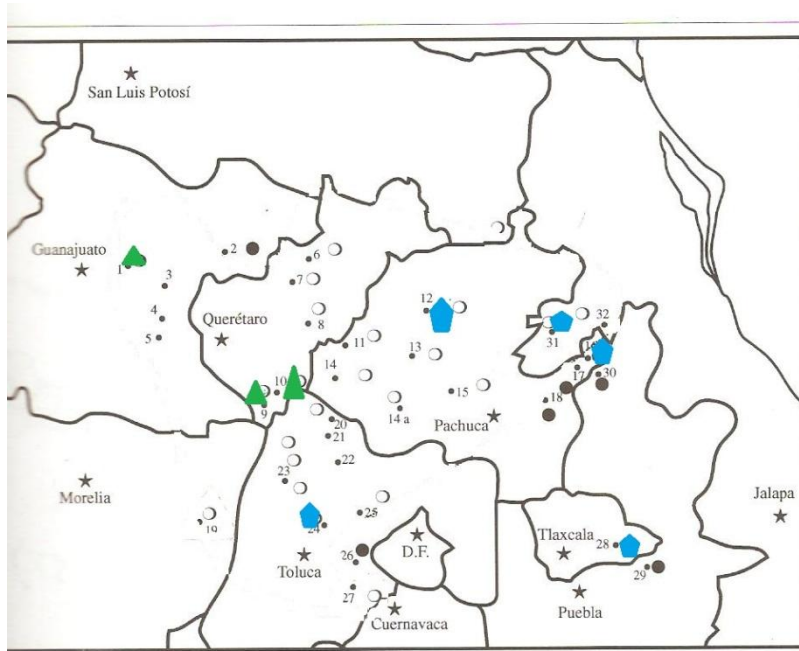 San Luis Potosí
Guanajuato
1
2
3
4
5
6
7
8
Querétaro
9
10
11
12
13
14
14 a
15
Pachuca
16
17
18
30
31
32
Morelia
19
20
21
22
23
24
25
26
27
Toluca
D.F.
Cuernavaca
Tlaxcala
28
29
Puebla
Jalapa